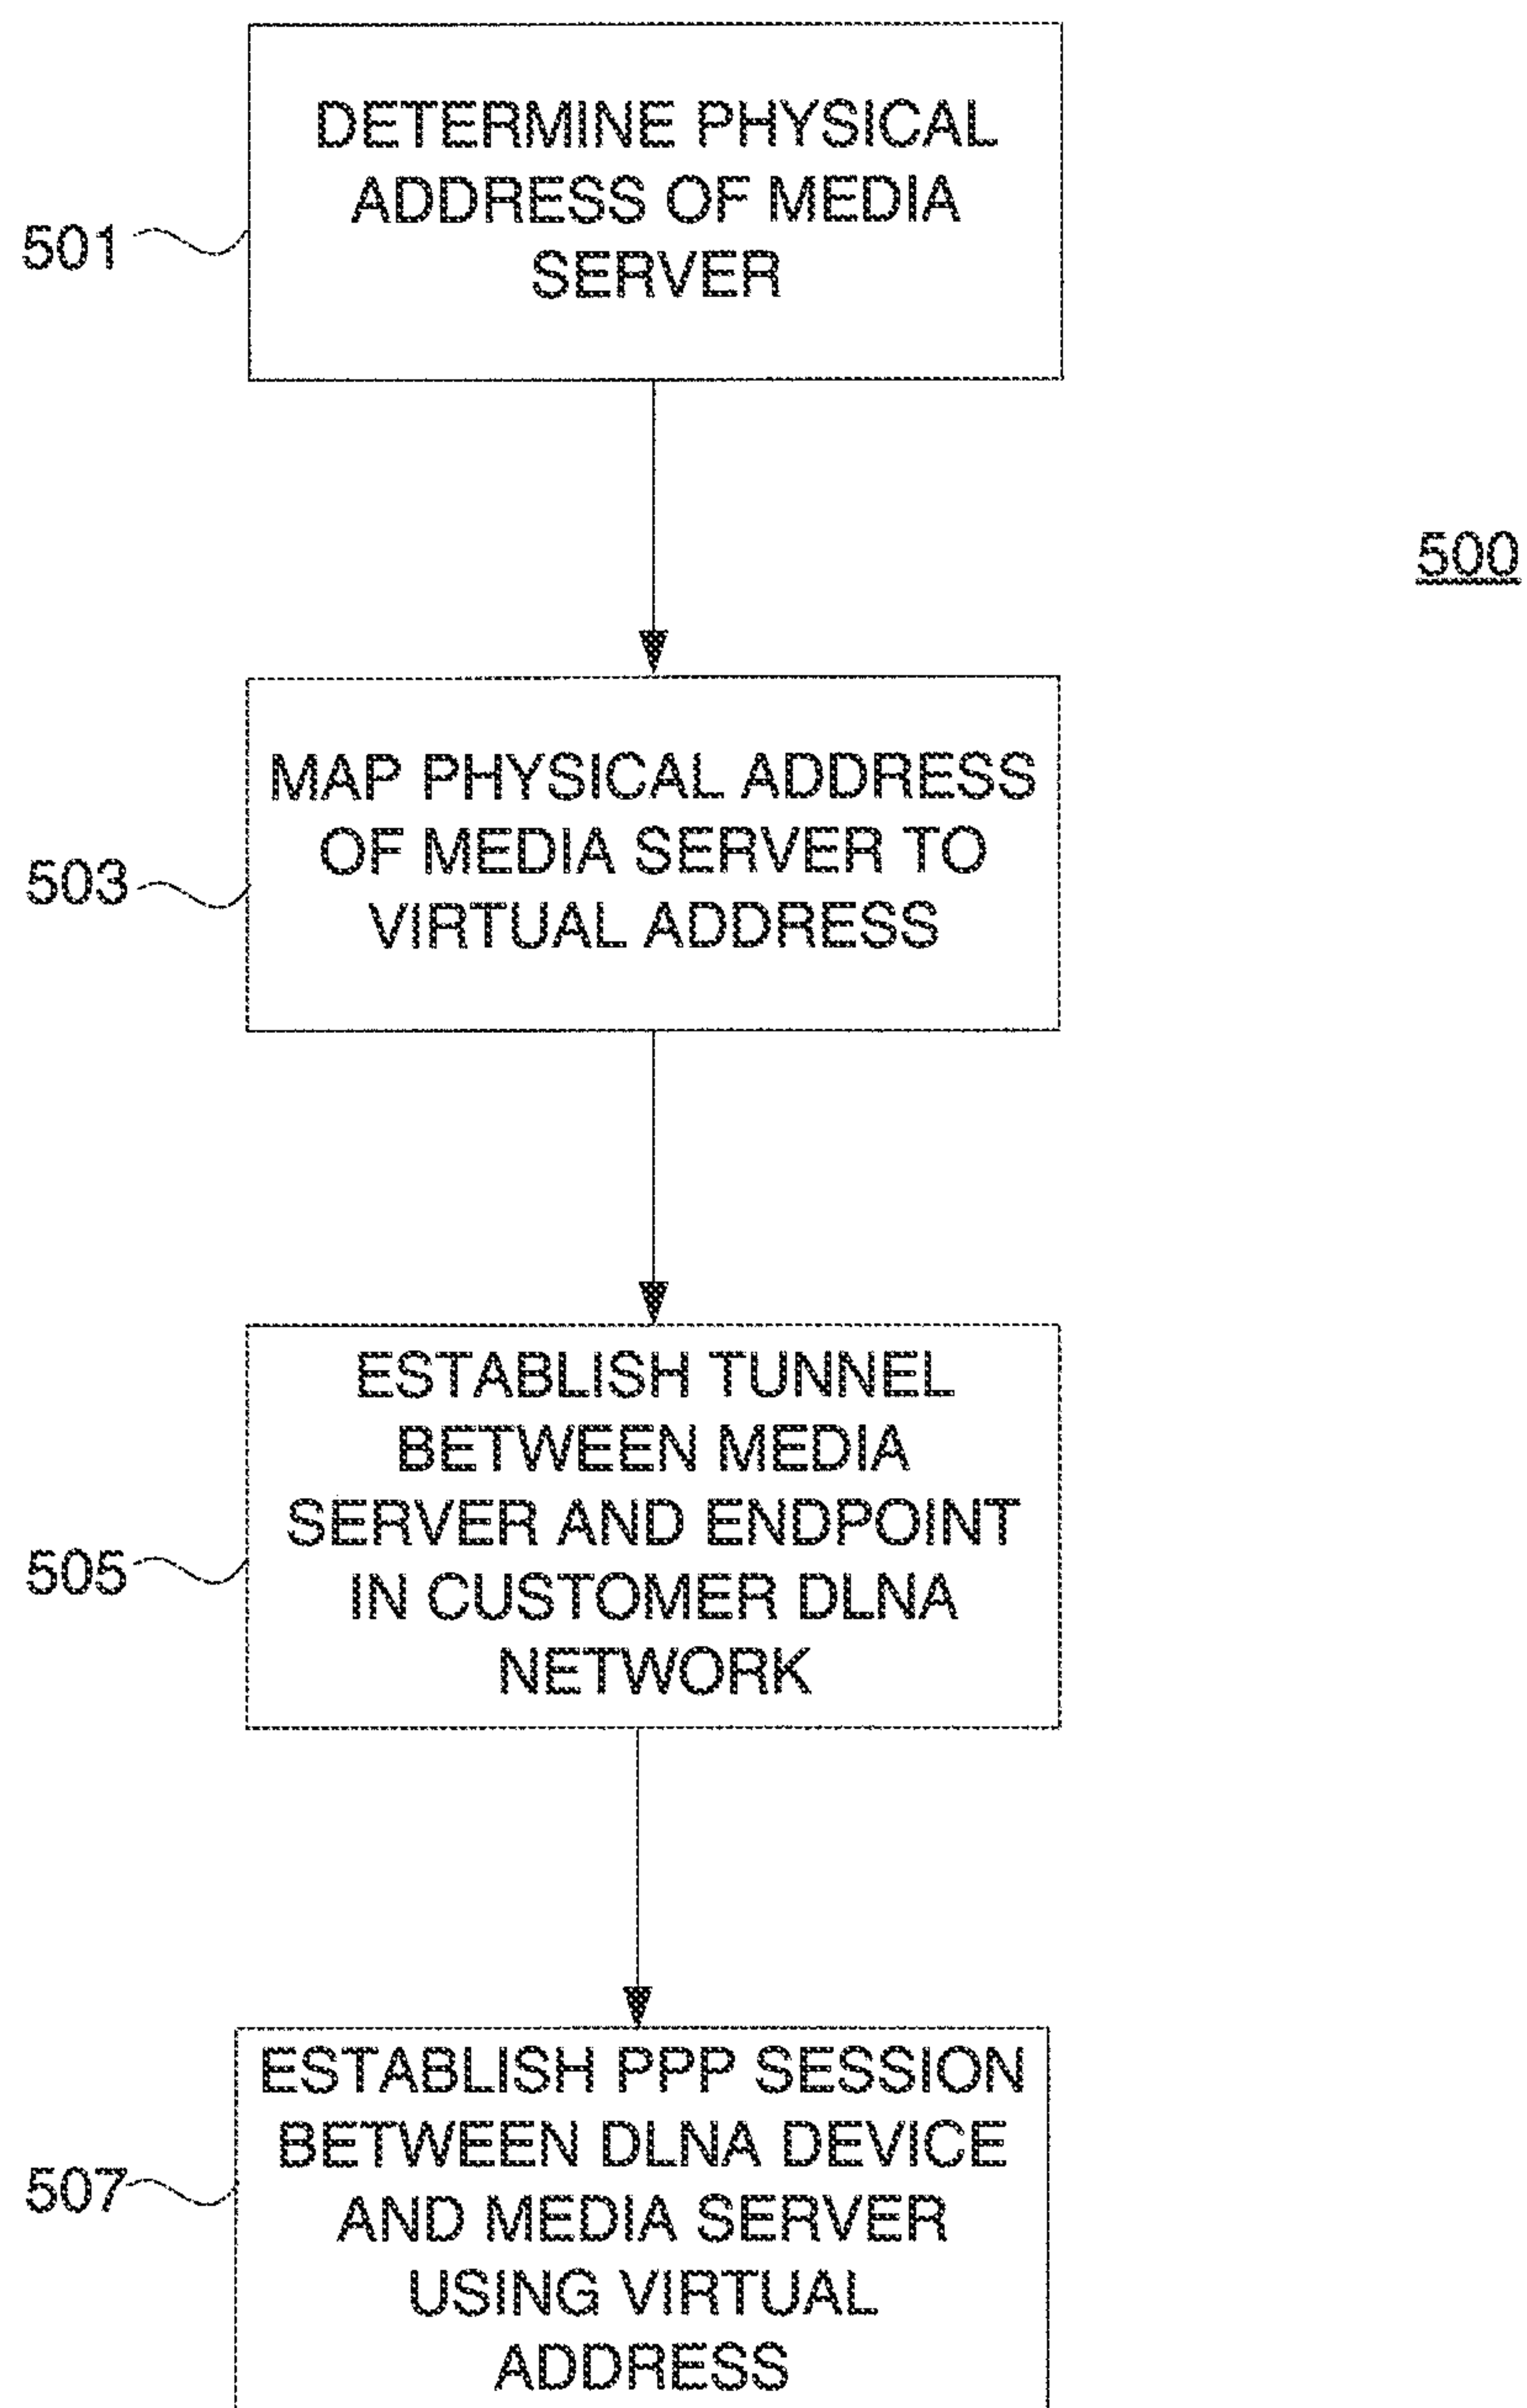 DETERMINE PHYSICAL
ADDRESS OF MEDIA
SERVER
501
500
MAP PHYSICAL ADDRESS
OF MEDIA SERVER TO
VIRTUAL ADDRESS
503
ESTABLISH TUNNEL
BETWEEN MEDIA
SERVER AND ENDPOINT
IN CUSTOMER DLNA
NETWORK
505
ESTABLISH PPP SESSION
BETWEEN DLNA DEVICE
AND MEDIA SERVER
USING VIRTUAL
ADDRESS
507